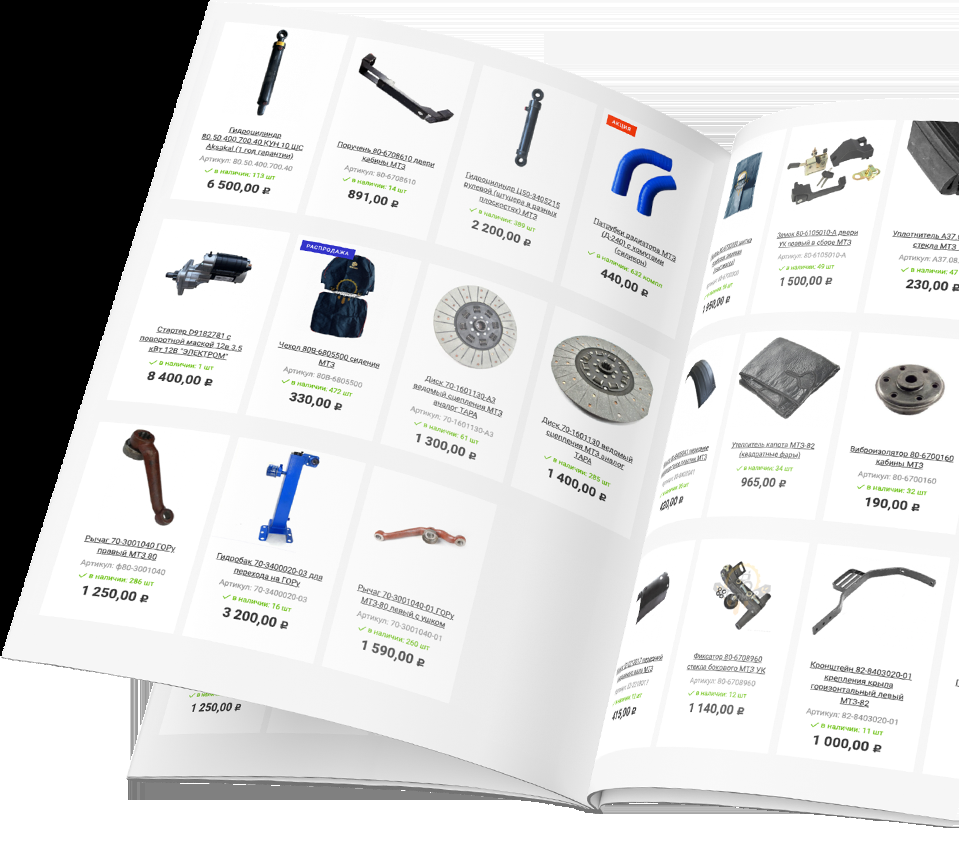 Гидроцилиндр
80.50.400.700.40 КУН.10 ШС
Aksakal (1 год гарантии)
Артикул: 80.50.400.700.40
в наличии: 113 шт
6 500,00 ₽
Поручень 80-6708610 двери
кабины МТЗ
Артикул: 80-6708610
в наличии: 14 шт
891,00 ₽
Гидроцилиндр Ц50-3405215
рулевой (штуцера в разных
плоскостях) МТЗ
в наличии: 389 шт
2 200,00 ₽
АКЦИЯ
Патрубки радиатора МТЗ
(Д-240) с хомутами
(силикон)
в наличии: 632 компл
440,00 ₽
Стартер D9182781 с
поворотной маской 12в 3,5
кВт 12В "ЭЛЕКТРОМ"
в наличии: 1 шт
8 400,00 ₽
РАСПРОДАЖА
Чехол 80В-6805500 сидения
МТЗ
Артикул: 80В-6805500
в наличии: 472 шт
330,00 ₽
Диск 70-1601130-А3
ведомый сцепления МТЗ
аналог ТАРА
Артикул: 70-1601130-А3
в наличии: 61 шт
1 300,00 ₽
Диск 70-1601130 ведомый
сцепления МТЗ аналог
ТАРА
в наличии: 285 шт
1 400,00 ₽
Рычаг 70-3001040 ГОРу
правый МТЗ 80
Артикул: ф80-3001040
в наличии: 286 шт
1 250,00 ₽
Гидробак 70-3400020-03 для
перехода на ГОРу
Артикул: 70-3400020-03
в наличии: 16 шт
3 200,00 ₽
Рычаг 70-3001040-01 ГОРу
МТЗ-80 левый с ушком
Артикул: 70-3001040-01
в наличии: 260 шт
1 590,00 ₽
1 250,00 ₽
950,00 ₽
Замок 80-6105010-А двери
УК правый в сборе МТЗ
Артикул: 80-6105010-А
в наличии: 49 шт
1 500,00 ₽
Уплотнитель А37.
стекла МТЗ
Артикул: А37.08.
в наличии: 47
230,00
420,00 ₽
Утеплитель капота МТЗ-82
(квадратные фары)
в наличии: 34 шт
965,00 ₽
Виброизолятор 80-6700160
кабины МТЗ
Артикул: 80-6700160
в наличии: 32 шт
190,00 ₽
415,00 ₽
Фиксатор 80-6708960
стекла бокового МТЗ УК
Артикул: 80-6708960
в наличии: 12 шт
1 140,00 ₽
Кронштейн 82-8403020-01
крепления крыла
горизонтальный левый
МТЗ-82
Артикул: 82-8403020-01
в наличии: 11 шт
1 000,00 ₽